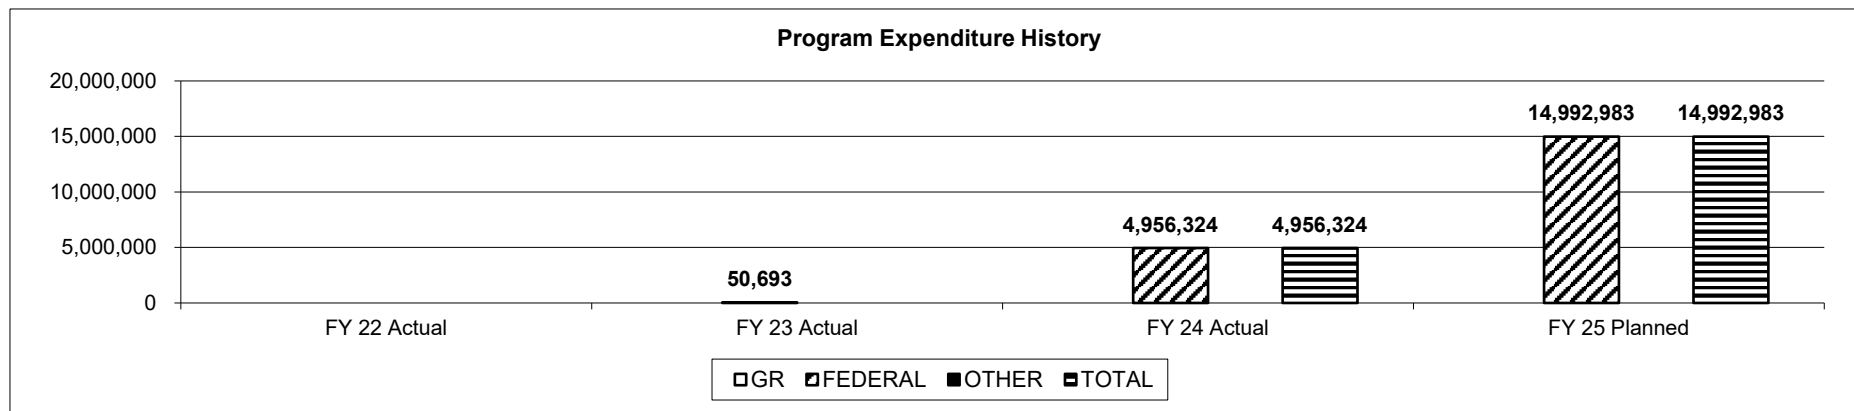 Program Expenditure History
20,000,000
14,992,983 14,992,983
15,000,000
10,000,000
4,956,324 4,956,324
5,000,000
50,693
0
FY 22 Actual FY 23 Actual FY 24 Actual FY 25 Planned
GR FEDERAL OTHER TOTAL